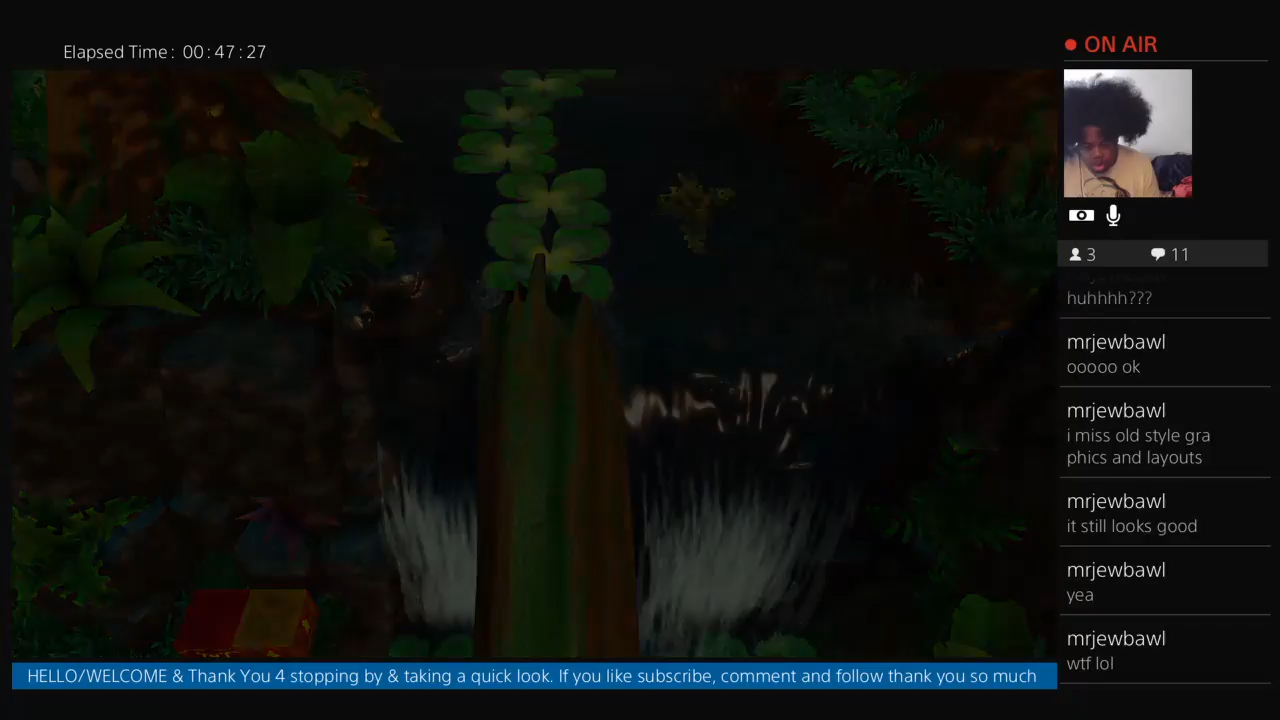 Elapsed Time: 00:47:27
ON AIR
3 11
huhhhh???
mrjewbawl
ooooo ok
mrjewbawl
i miss old style gra
phics and layouts
mrjewbawl
it still looks good
mrjewbawl
yea
mrjewbawl
wtf lol
HELLO/WELCOME & Thank You 4 stopping by & taking a quick look. If you like subscribe, comment and follow thank you so much